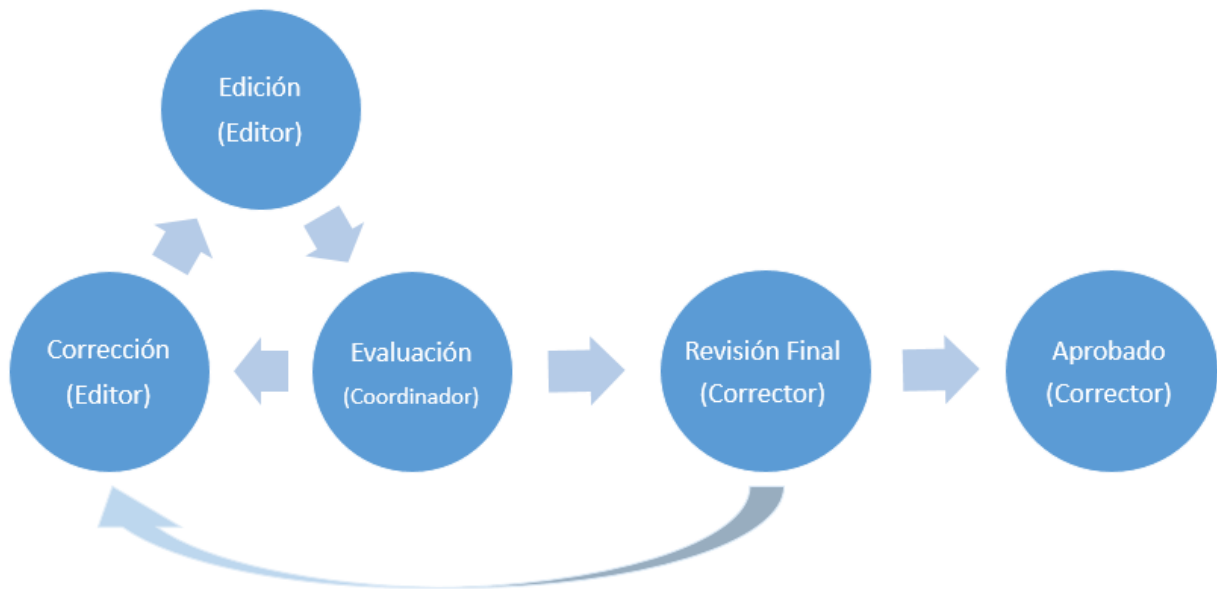 Edición
(Editor)
Corrección
(Editor)
Evaluación
(Coordinador)
Revisión Final
(Corrector)
Aprobado
(Corrector)